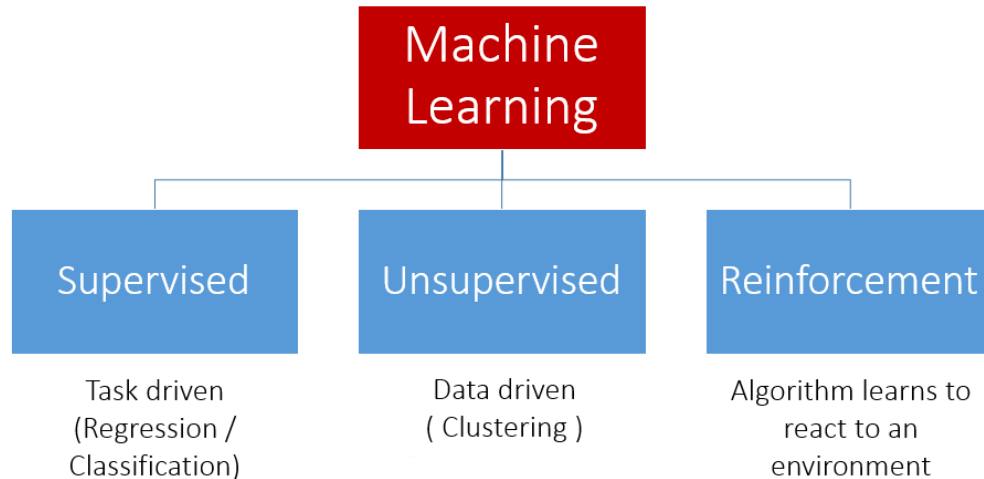 Machine
Learning
Supervised
Unsupervised
Reinforcement
Task driven
(Regression /
Classification)
Data driven
( Clustering )
Algorithm learns to
react to an
environment